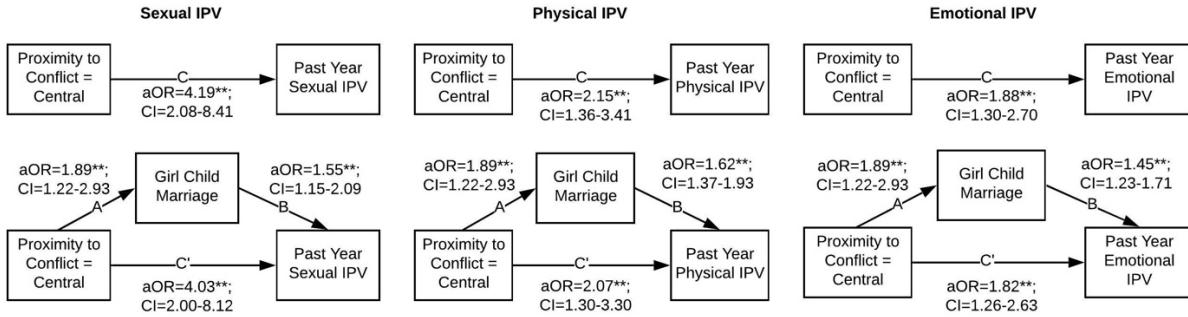 Sexual IPV
Proximity to
Conflict =
Central
C
aOR=4.19**;
CI=2.08-8.41
Past Year
Sexual IPV
aOR=1.89**;
CI=1.22-2.93
A
Girl Child
Marriage
aOR=1.55**;
CI=1.15-2.09
B
Proximity to
Conflict =
Central
C'
aOR=4.03**;
CI=2.00-8.12
Past Year
Sexual IPV
Physical IPV
Proximity to
Conflict =
Central
C
aOR=2.15**;
CI=1.36-3.41
Past Year
Physical IPV
aOR=1.89**;
CI=1.22-2.93
A
Girl Child
Marriage
aOR=1.62**;
CI=1.37-1.93
B
Proximity to
Conflict =
Central
C'
aOR=2.07**;
CI=1.30-3.30
Past Year
Physical IPV
Emotional IPV
Proximity to
Conflict =
Central
C
aOR=1.88**;
CI=1.30-2.70
Past Year
Emotional
IPV
aOR=1.89**;
CI=1.22-2.93
A
Girl Child
Marriage
aOR=1.45**;
CI=1.23-1.71
B
Proximity to
Conflict =
Central
C'
aOR=1.82**;
CI=1.26-2.63
Past Year
Emotional
IPV